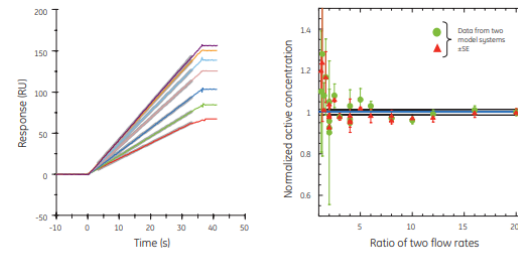 200
150
100
50
0
-50
-10 0 10 20 30 40 50
Response (RU)
Time (s)
1.4
1.2
1.0
0.8
0.6
5 10 15 20
Normalized active concentration
Ratio of two flow rates
Data from two
model systems
±SE